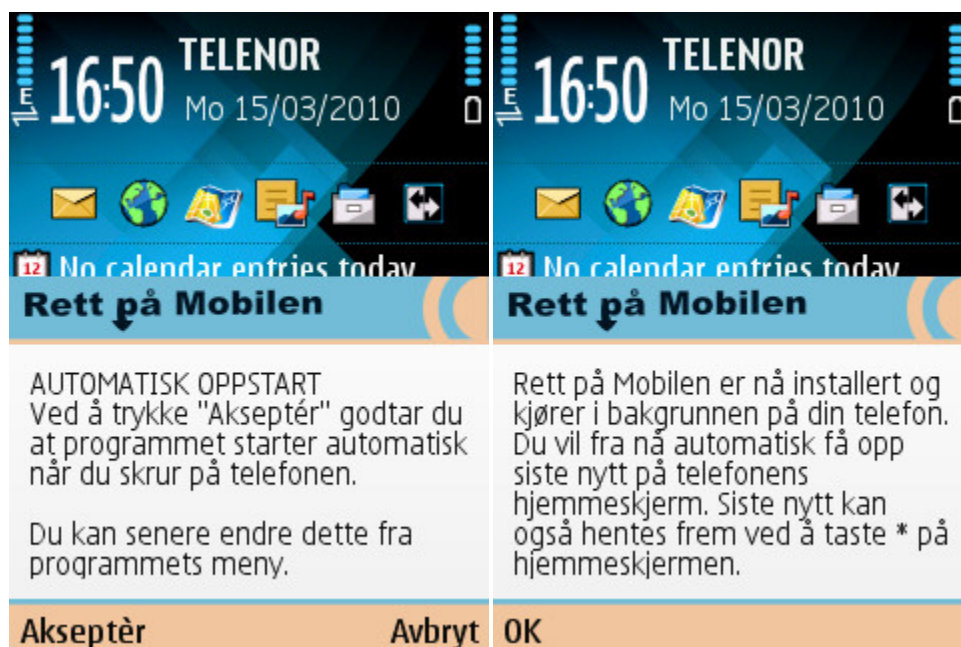 16:50
TELENOR
Mo 15/03/2010
E
12 No calendar entries today
Rett på Mobilen
AUTOMATISK OPPSTART
Ved å trykke "Akseptér" godtar du
at programmet starter automatisk
når du skrur på telefonen.
Du kan senere endre dette fra
programmets meny.
Akseptèr Avbryt
16:50
TELENOR
Mo 15/03/2010
E
12 No calendar entries today
Rett på Mobilen
Rett på Mobilen er nå installert og
kjører i bakgrunnen på din telefon.
Du vil fra nå automatisk få opp
siste nytt på telefonens
hjemmeskjerm. Siste nytt kan
også hentes frem ved å taste * på
hjemmeskjermen.
OK